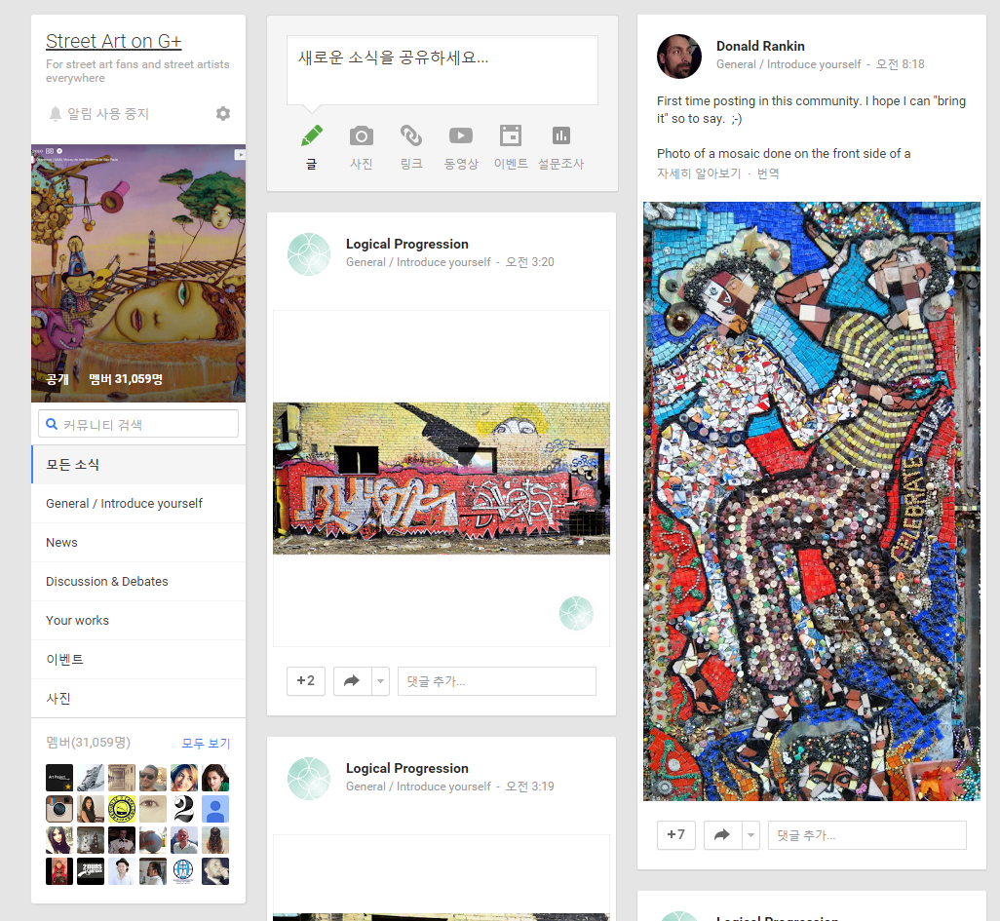 Street Art on G+
For street art fans and street artists
everywhere
알림 사용 중지
공개 멤버 31,059명
커뮤니티 검색
모든 소식
General / Introduce yourself
News
Discussion & Debates
Your works
이벤트
사진
멤버(31,059명) 모두 보기
새로운 소식을 공유하세요...
글 사진 링크 동영상 이벤트 설문조사
Logical Progression
General / Introduce yourself - 오전 3:20
+2 댓글 추가...
Logical Progression
General / Introduce yourself - 오전 3:19
Donald Rankin
General / Introduce yourself - 오전 8:18
First time posting in this community. I hope I can "bring
it" so to say. ;-)
Photo of a mosaic done on the front side of a
자세히 알아보기 · 번역
CELEBRATE
+7 댓글 추가...
Logical Progression